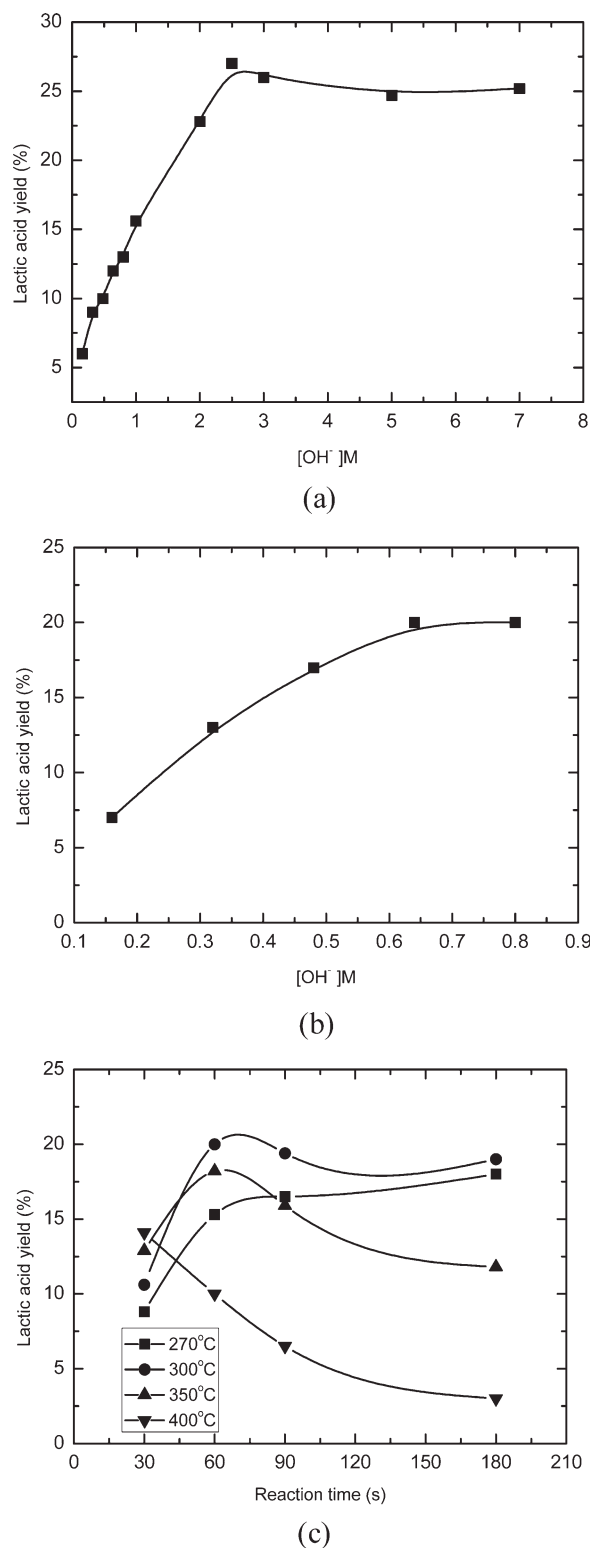 30
25
20
15
10
5
Lactic acid yield (%)
0 1 2 3 4 5 6 7 8
[OH⁻ ]M
(a)
25
20
15
10
5
0
Lactic acid yield (%)
0.1 0.2 0.3 0.4 0.5 0.6 0.7 0.8 0.9
[OH⁻ ]M
(b)
25
20
15
10
5
0
Lactic acid yield (%)
270°C
300°C
350°C
400°C
0 30 60 90 120 150 180 210
Reaction time (s)
(c)